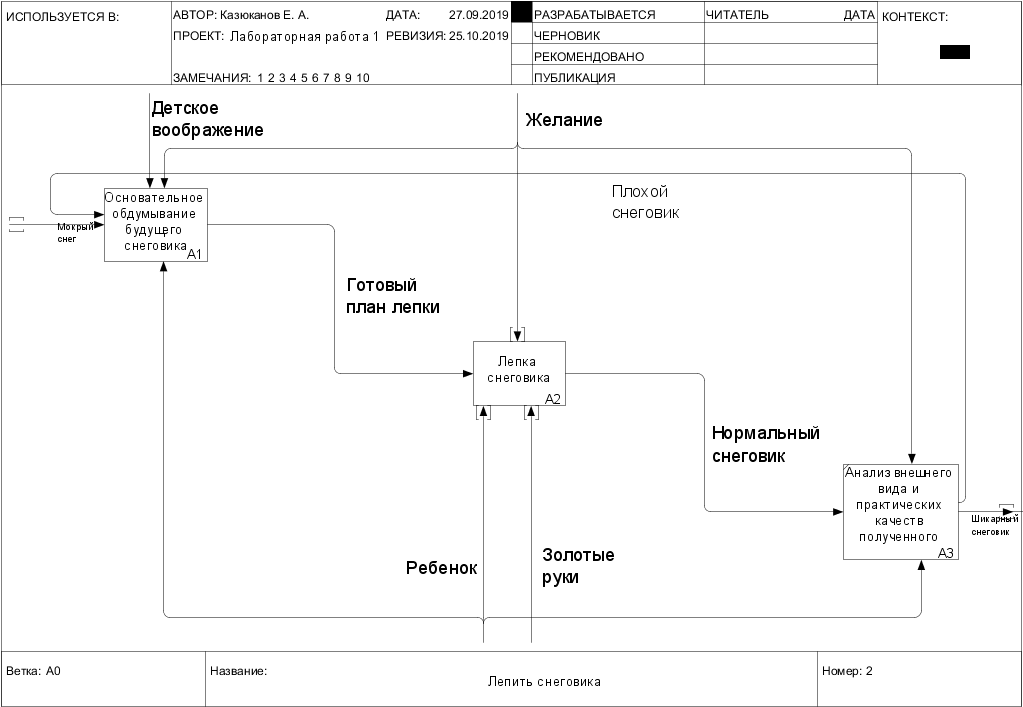 ИСПОЛЬЗУЕТСЯ В:
АВТОР: Казюканов Е. А.
ДАТА: 27.09.2019
ПРОЕКТ: Лабораторная работа 1
РЕВИЗИЯ: 25.10.2019
ЗАМЕЧАНИЯ: 1 2 3 4 5 6 7 8 9 10
РАЗРАБАТЫВАЕТСЯ
ЧЕРНОВИК
РЕКОМЕНДОВАНО
ПУБЛИКАЦИЯ
ЧИТАТЕЛЬ
ДАТА
КОНТЕКСТ:
Детское
воображение
Желание
Плохой
снеговик
Основательное
обдумывание
будущего
снеговика
A1
Мокрый
снег
Готовый
план лепки
Лепка
снеговика
A2
Нормальный
снеговик
Анализ внешнего
вида и
практических
качеств
полученного
A3
Шикарный
снеговик
Ребенок
Золотые
руки
Ветка: A0
Название:
Лепить снеговика
Номер: 2